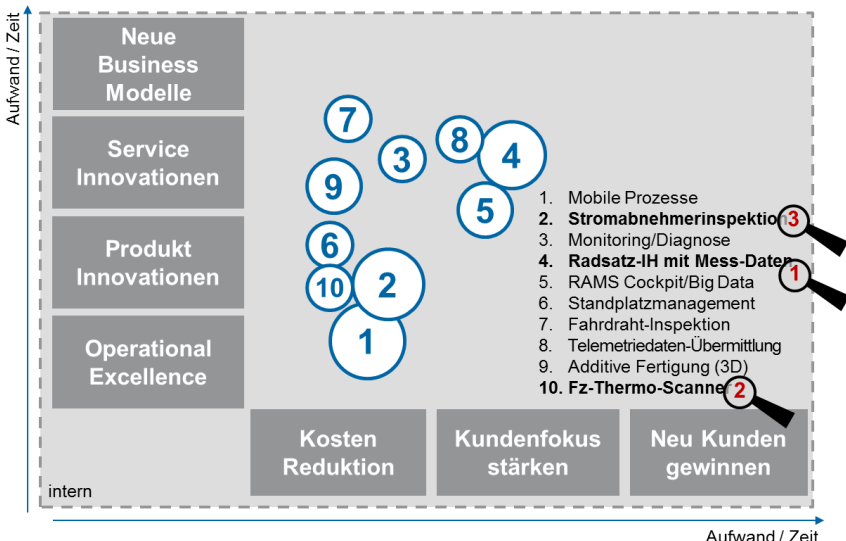 Aufwand / Zeit
Neue
Business
Modelle
Service
Innovationen
Produkt
Innovationen
Operational
Excellence
7
3
8
4
9
5
6
10
2
1
1. Mobile Prozesse
2. Stromabnehmerinspektion
3
3. Monitoring/Diagnose
4. Radsatz-IH mit Mess-Daten
1
5. RAMS Cockpit/Big Data
6. Standplatzmanagement
7. Fahrdraht-Inspektion
8. Telemetriedaten-Übermittlung
9. Additive Fertigung (3D)
10. Fz-Thermo-Scanner
2
Kosten
Reduktion
Kundenfokus
stärken
Neu Kunden
gewinnen
intern
Aufwand / Zeit